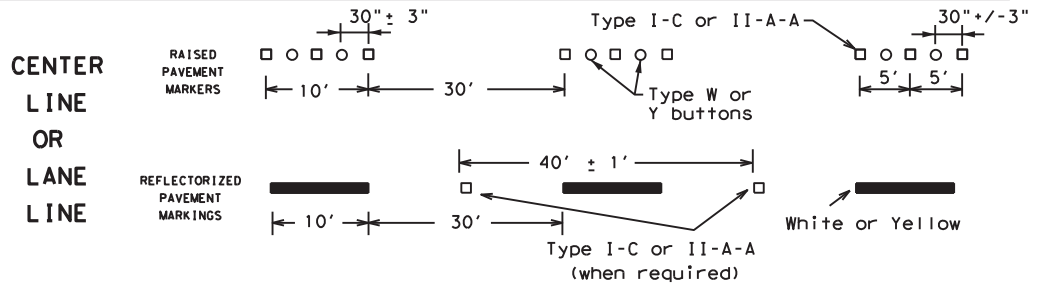 30"± 3"
Type I-C or II-A-A
30"+/-3"
CENTER
LINE
OR
LANE
LINE
RAISED
PAVEMENT
MARKERS
10'
30'
Type W or
Y buttons
5'
5'
REFLECTORIZED
PAVEMENT
MARKINGS
40' ± 1'
10'
30'
Type I-C or II-A-A
(when required)
White or Yellow